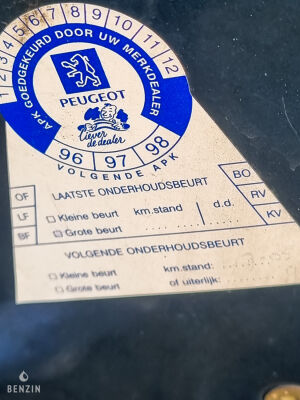 1 2 3 4 5 6 7 8 9 10 11 12
APK GOEDGEKEURD DOOR UW MERKDEALER
PEUGEOT
Liever
de dealer
96 97 98
VOLGENDE APK
OF LAATSTE ONDERHOUDSBEURT BO
LF Kleine beurt km.stand d.d. RV
BF Grote beurt KV
VOLGENDE ONDERHOUDSBEURT
Kleine beurt km.stand:
Grote beurt of uiterlijk:
BENZIN